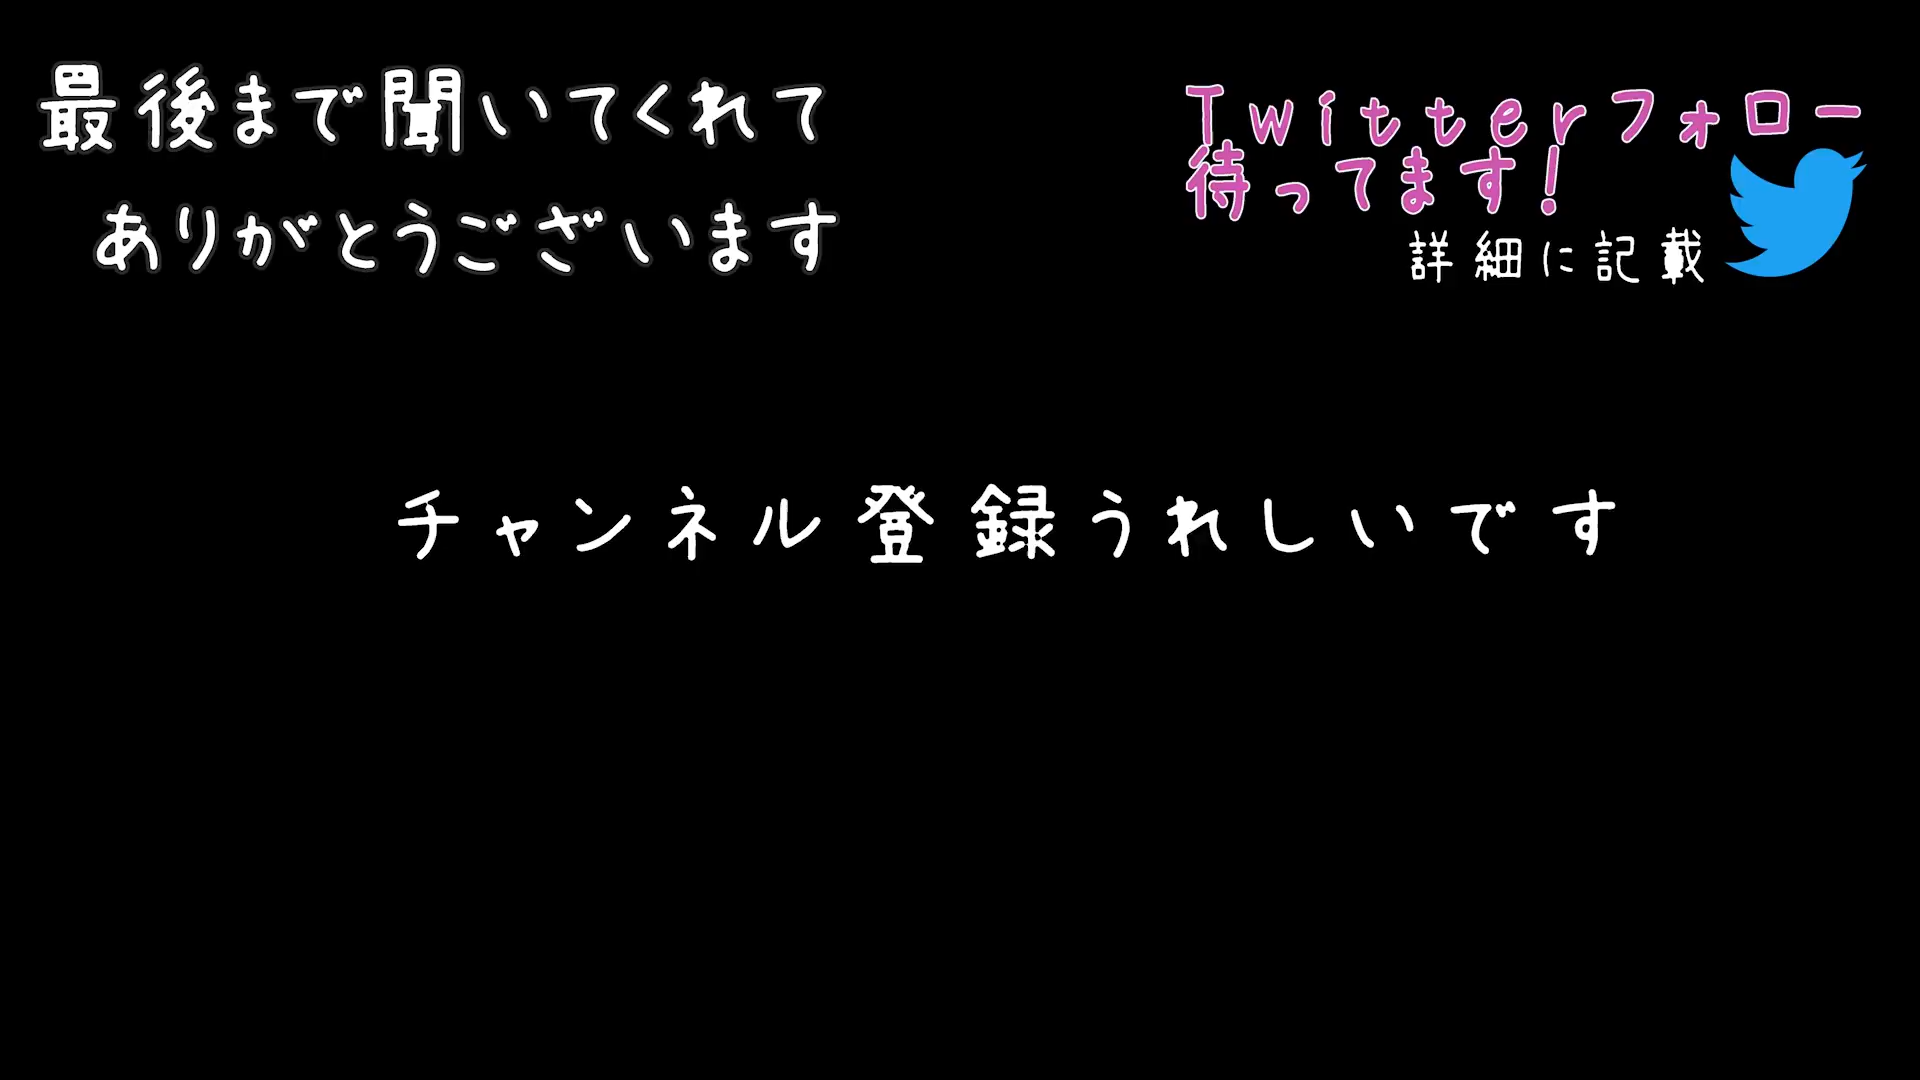 最後まで聞いてくれて
ありがとうございます
Twitterフォロー
待ってます!
詳細に記載
チャンネル登録うれしいです